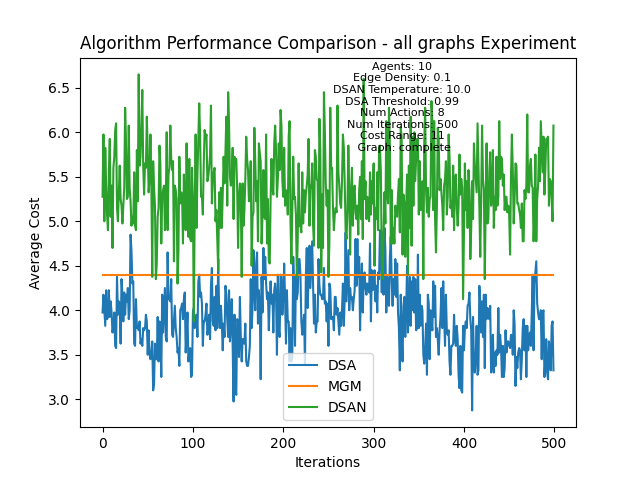 Algorithm Performance Comparison - all graphs Experiment
Agents: 10
Edge Density: 0.1
DSAN Temperature: 10.0
DSA Threshold: 0.99
Num Actions: 8
Num Iterations: 500
Cost Range: 11
Graph: complete
Average Cost
6.5
6.0
5.5
5.0
4.5
4.0
3.5
3.0
DSA
MGM
DSAN
0
100
200
300
400
500
Iterations